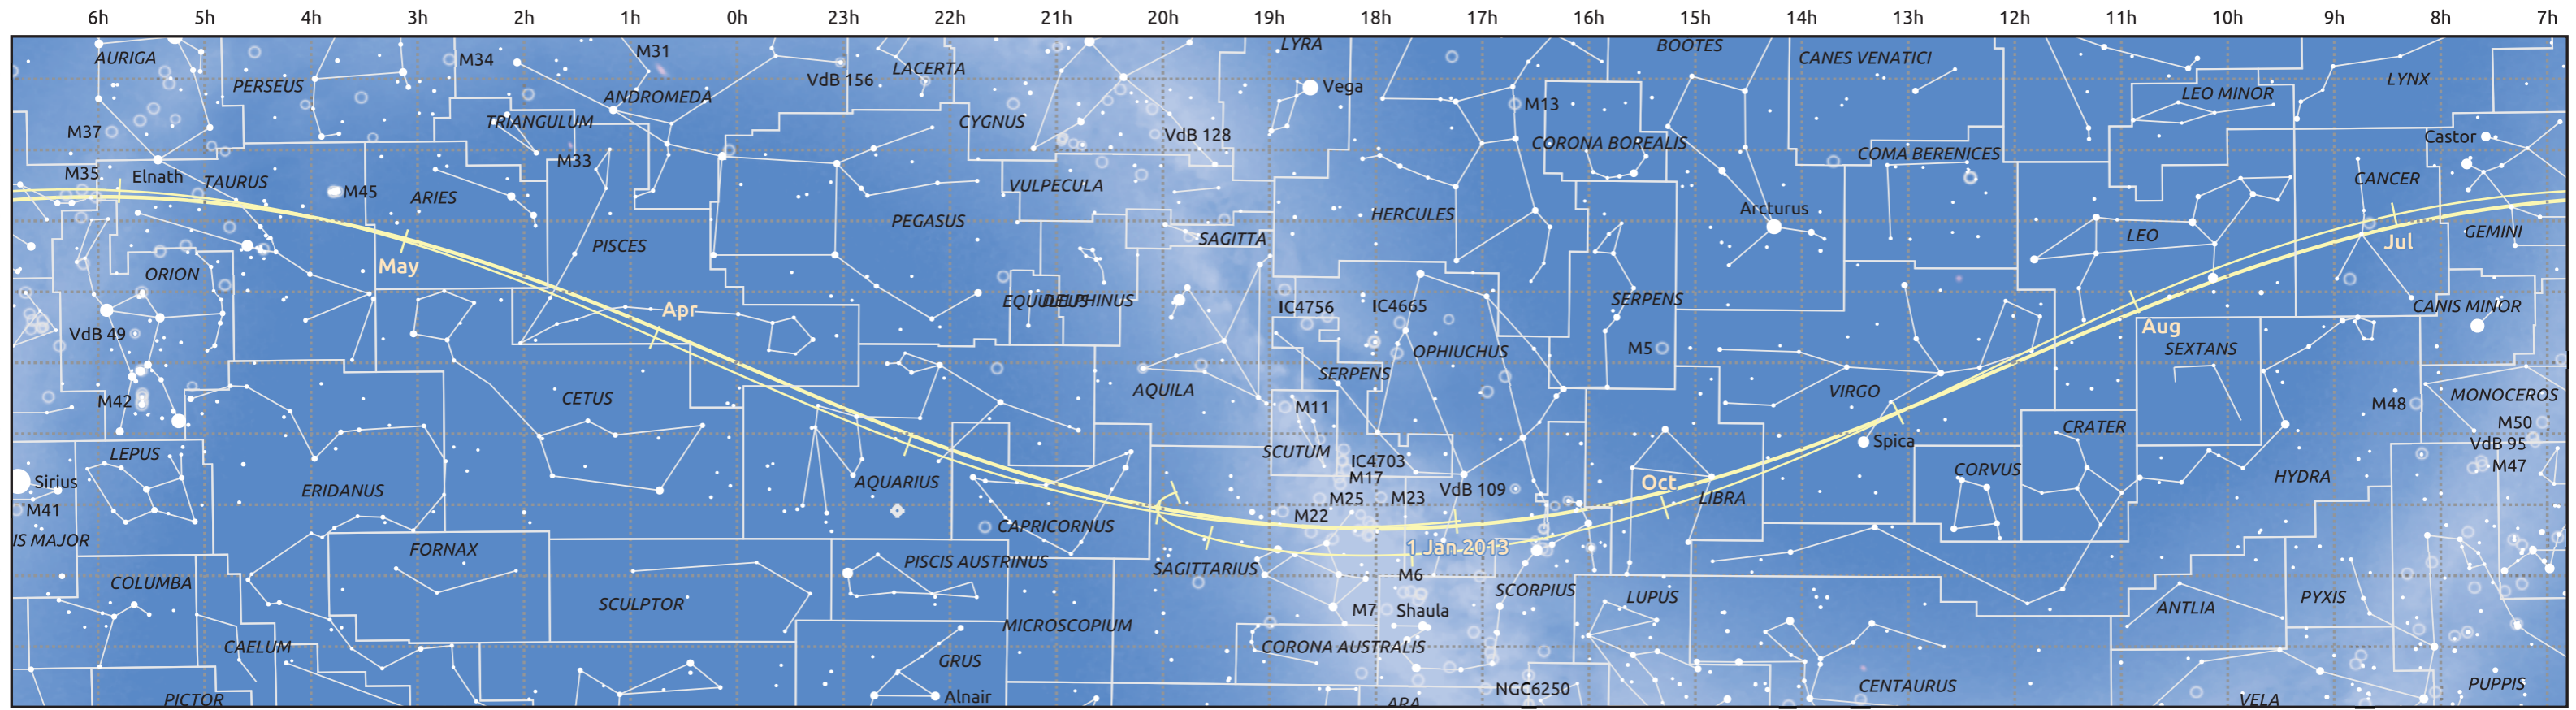 6h 5h 4h 3h 2h 1h 0h 23h 22h 21h 20h 19h 18h 17h 16h 15h 14h 13h 12h 11h 10h 9h 8h 7h
AURIGA
PERSEUS
M34
M31
VdB 156
LACERTA
LYRA
BOOTES
CANES VENATICI
LYNX
ANDROMEDA
Vega
M13
LEO MINOR
M37
TRIANGULUM
CYGNUS
VdB 128
CORONA BOREALIS
COMA BERENICES
Castor
M33
M35
Elnath
TAURUS
M45
ARIES
VULPECULA
CANCER
PISCES
PEGASUS
SAGITTA
HERCULES
Arcturus
LEO
Jul
GEMINI
ORION
May
EQUULEUS
DELPHINUS
IC4756
IC4665
SERPENS
CANIS MINOR
Apr
VdB 49
OPHIUCHUS
M5
Aug
SEXTANS
M42
CETUS
AQUILA
SERPENS
VIRGO
M48
MONOCEROS
M11
Spica
CRATER
M50
LEPUS
SCUTUM
IC4703
VdB 95
Sirius
ERIDANUS
AQUARIUS
M17
VdB 109
Oct
LIBRA
CORVUS
HYDRA
M47
M41
M25
M23
M22
CAPRICORNUS
IS MAJOR
FORNAX
PISCIS AUSTRINUS
1 Jan 2013
COLUMBA
SAGITTARIUS
M6
SCORPIUS
LUPUS
SCULPTOR
M7
Shaula
ANTLIA
PYXIS
CAELUM
MICROSCOPIUM
CORONA AUSTRALIS
GRUS
PICTOR
Alnair
NGC6250
ARA
CENTAURUS
VELA
PUPPIS